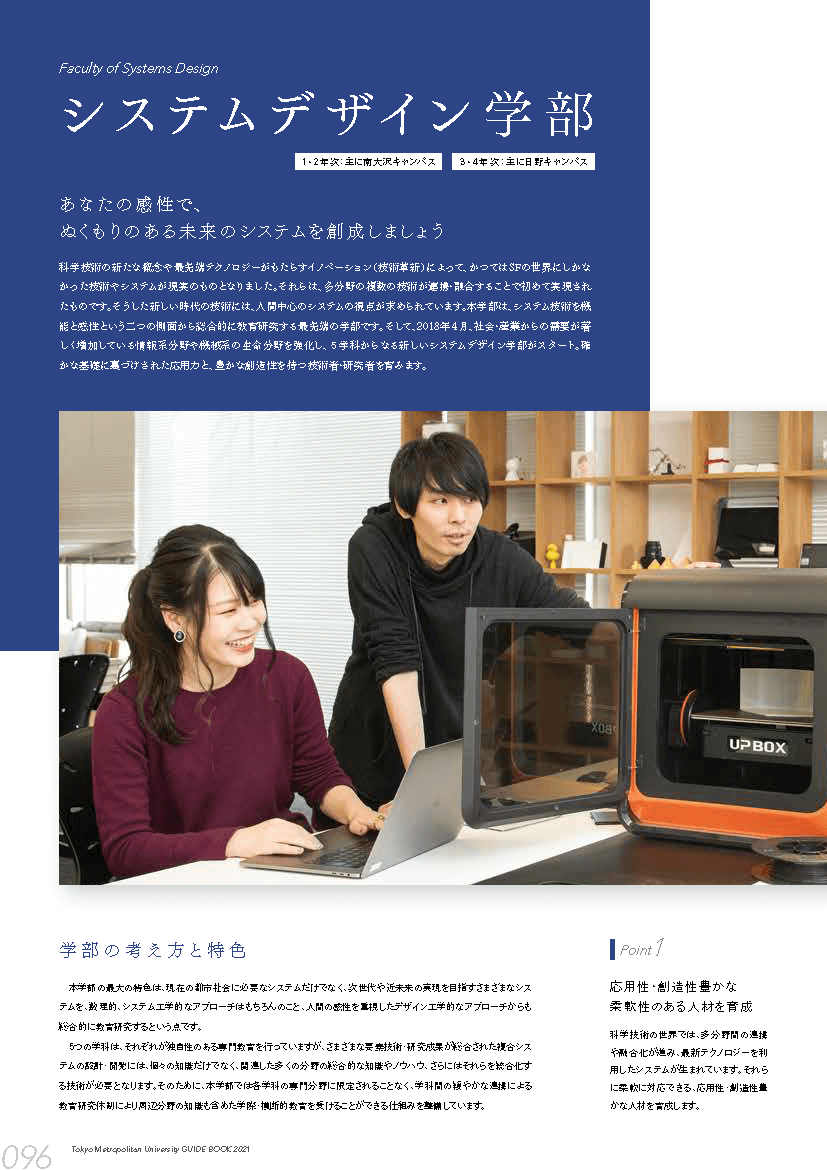 Faculty of Systems Design
システムデザイン学部
1・2年次：主に南大沢キャンパス
3・4年次：主に日野キャンパス
あなたの感性で、
ぬくもりのある未来のシステムを創成しましょう
科学技術の新たな概念や最先端テクノロジーがもたらすイノベーション（技術革新）によって、かつてはSFの世界にしかな
かった技術やシステムが現実のものとなりました。それらは、多分野の複数の技術が連携・融合することで初めて実現され
たものです。そうした新しい時代の技術には、人間中心のシステムの視点が求められています。本学部は、システム技術を機
能と感性という二つの側面から総合的に教育研究する最先端の学部です。そして、2018年4月、社会・産業からの需要が著
しく増加している情報系分野や機械系の生命分野を強化し、5学科からなる新しいシステムデザイン学部がスタート。確
かな基礎に裏づけされた応用力と、豊かな創造性を持つ技術者・研究者を育みます。
UPBOX
学部の考え方と特色
本学部の最大の特色は、現在の都市社会に必要なシステムだけでなく、次世代や近未来の実現を目指すさまざまなシス
テムを、数理的、システム工学的なアプローチはもちろんのこと、人間の感性を重視したデザイン工学的なアプローチからも
総合的に教育研究するという点です。
5つの学科は、それぞれが独自性のある専門教育を行っていますが、さまざまな要素技術・研究成果が総合された複合シス
テムの設計・開発には、個々の知識だけでなく、関連した多くの分野の総合的な知識やノウハウ、さらにはそれらを統合化す
る技術が必要となります。そのために、本学部では各学科の専門分野に限定されることなく、学科間の緩やかな連携による
教育研究体制により周辺分野の知識も含めた学際・横断的教育を受けることができる仕組みを整備しています。
Point 1
応用性・創造性豊かな
柔軟性のある人材を育成
科学技術の世界では、多分野間の連携
や融合化が進み、最新テクノロジーを利
用したシステムが生まれています。それら
に柔軟に対応できる、応用性・創造性豊
かな人材を育成します。
096
Tokyo Metropolitan University GUIDE BOOK 2021